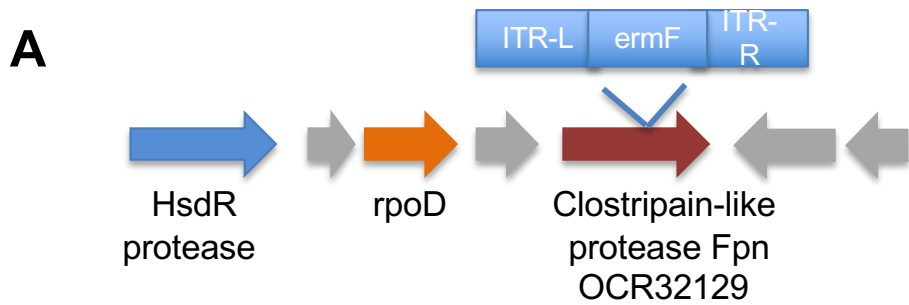 A
ITR-L ermF ITR-
R
HsdR
protease
rpoD
Clostripain-like
protease Fpn
OCR32129